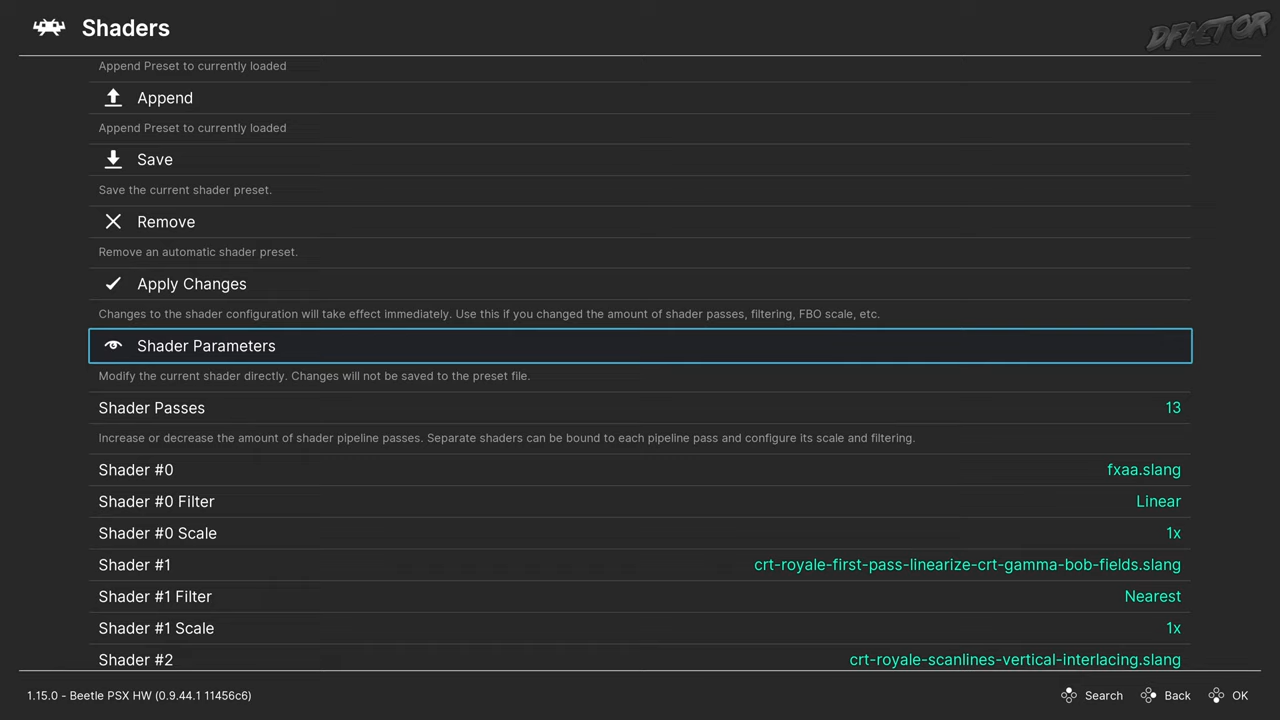 Shaders
DFACTOR
Append Preset to currently loaded
Append
Append Preset to currently loaded
Save
Save the current shader preset.
Remove
Remove an automatic shader preset.
Apply Changes
Changes to the shader configuration will take effect immediately. Use this if you changed the amount of shader passes, filtering, FBO scale, etc.
Shader Parameters
Modify the current shader directly. Changes will not be saved to the preset file.
Shader Passes 13
Increase or decrease the amount of shader pipeline passes. Separate shaders can be bound to each pipeline pass and configure its scale and filtering.
Shader #0 fxaa.slang
Shader #0 Filter Linear
Shader #0 Scale 1x
Shader #1 crt-royale-first-pass-linearize-crt-gamma-bob-fields.slang
Shader #1 Filter Nearest
Shader #1 Scale 1x
Shader #2 crt-royale-scanlines-vertical-interlacing.slang
1.15.0 - Beetle PSX HW (0.9.44.1 11456c6) Search Back OK